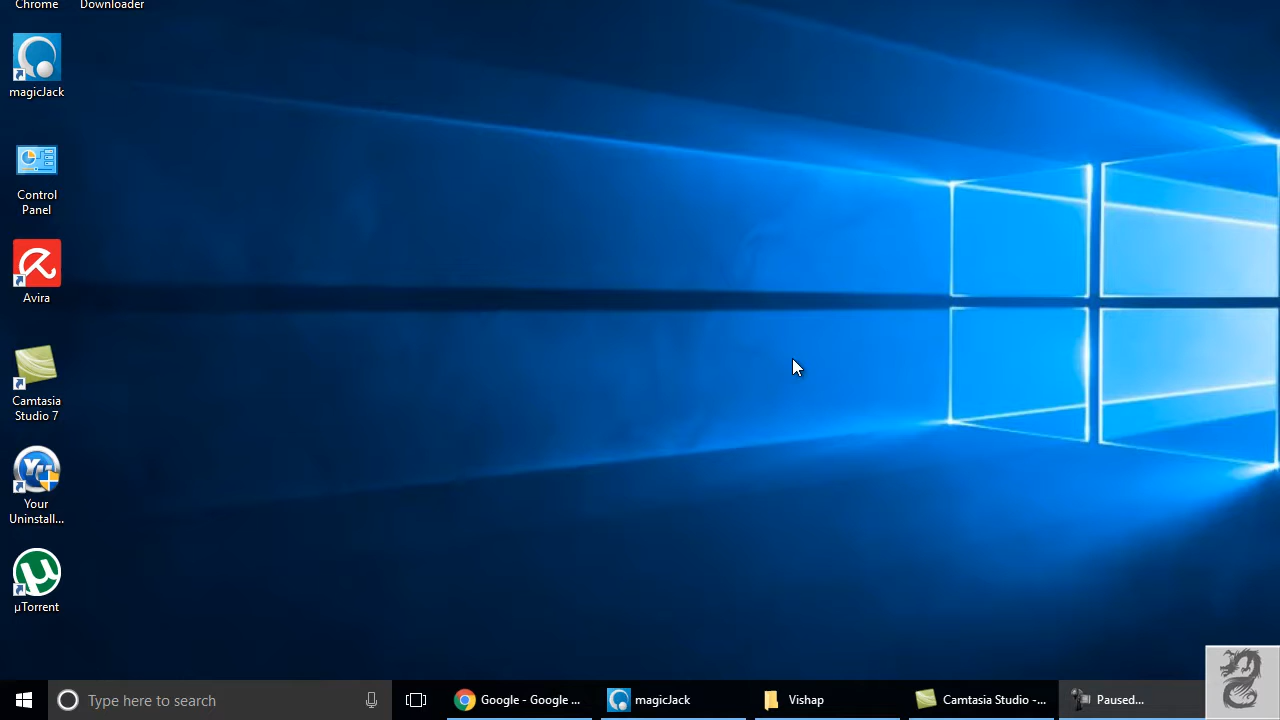 Chrome
Downloader
magicJack
Control
Panel
Avira
Camtasia
Studio 7
Your
Uninstall...
µTorrent
Type here to search
Google - Google ...
magicJack
Vishap
Camtasia Studio -...
Paused...